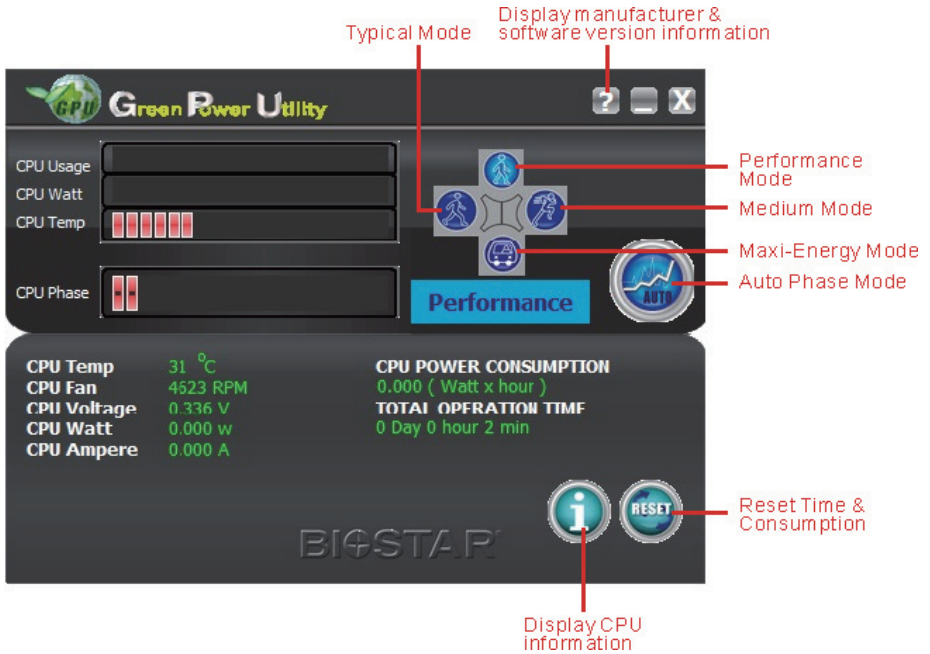 Display manufacturer &
software version information
Typical Mode
GPU
Green Power Utility
?
X
CPU Usage
CPU Watt
CPU Temp
CPU Phase
Performance
AUTO
Performance
Mode
Medium Mode
Maxi-Energy Mode
Auto Phase Mode
CPU Temp 31 °C
CPU Fan 4623 RPM
CPU Voltage 0.336 V
CPU Watt 0.000 w
CPU Ampere 0.000 A
CPU POWER CONSUMPTION
0.000 ( Watt x hour )
TOTAL OPERATION TIME
0 Day 0 hour 2 min
i
RESET
BIOSTAR
Reset Time &
Consumption
Display CPU
information